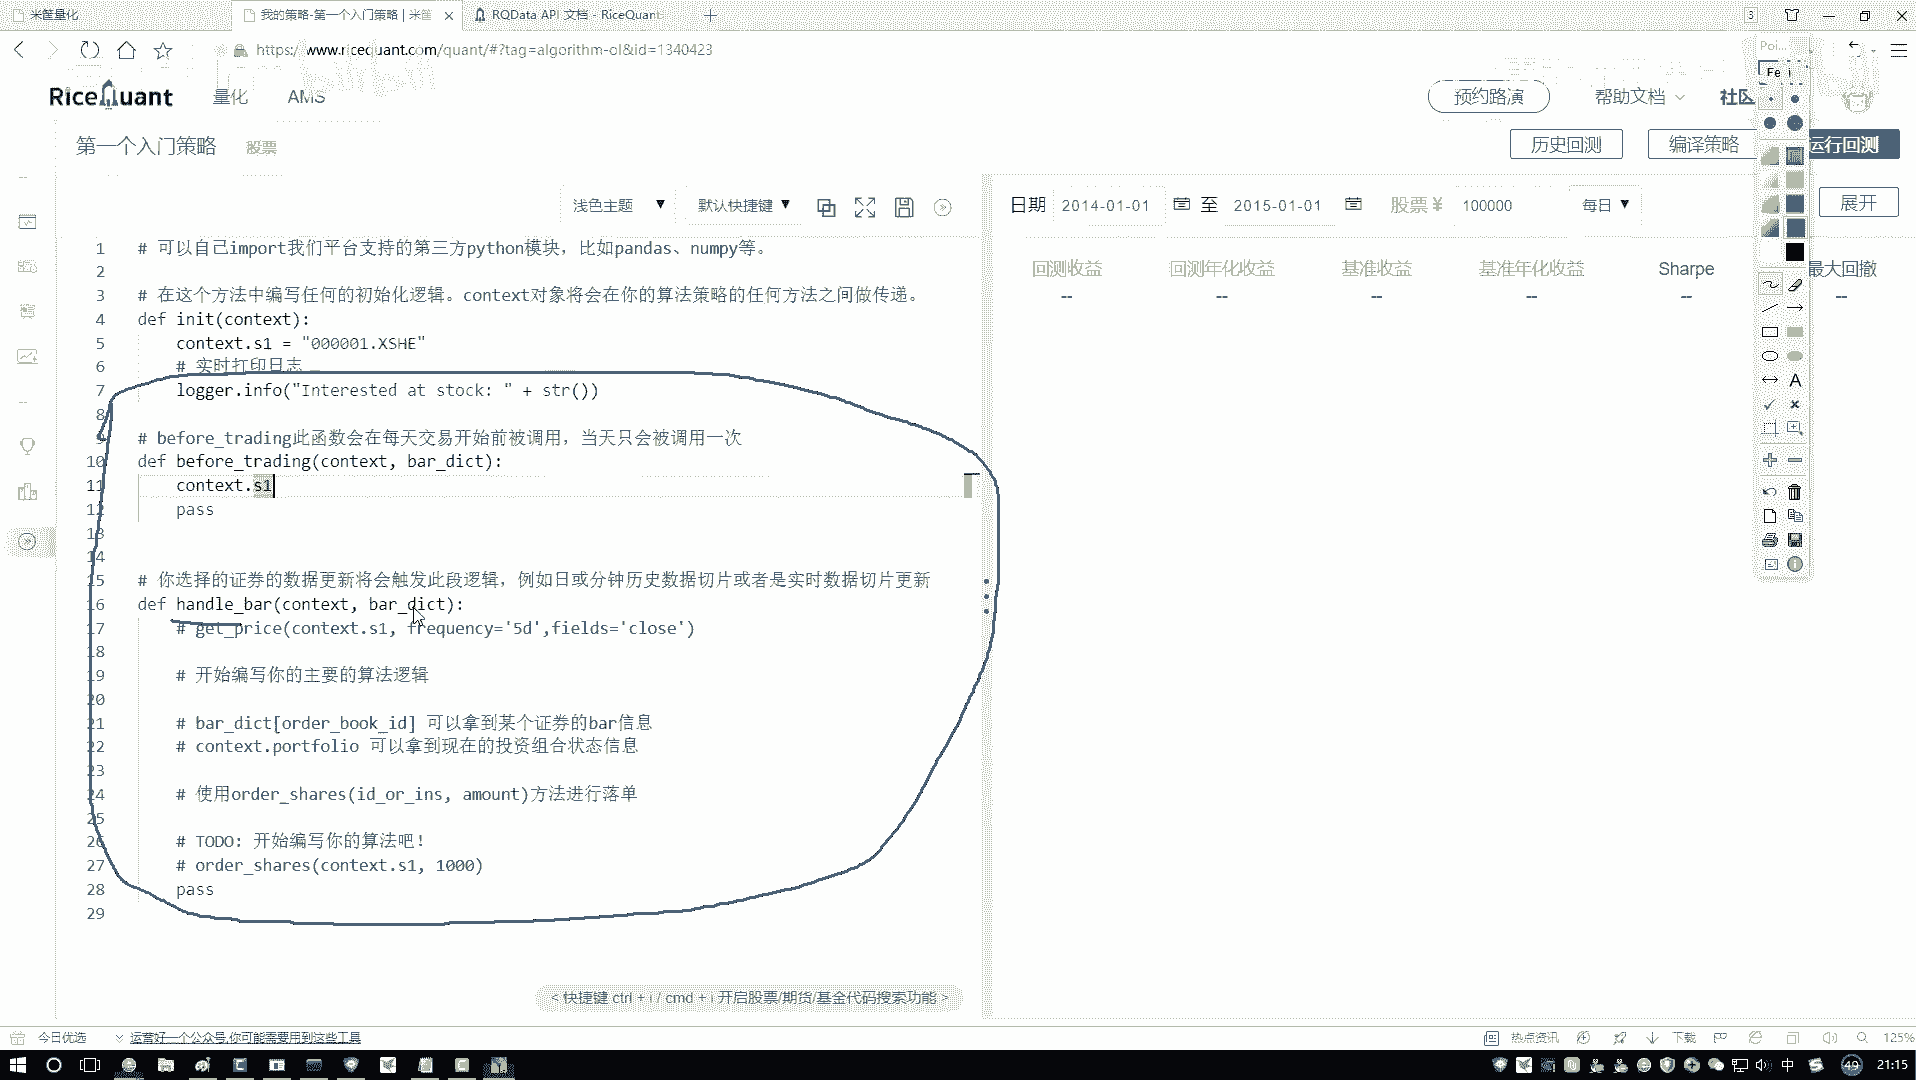 米筐量化
我的策略-第一个入门策略 | 米筐
RQData API 文档 - RiceQuant
https://www.ricequant.com/quant/#?tag=algorithm-ol&id=1340423
RiceQuant 量化 AMS 预约路演 帮助文档 社区
第一个入门策略 股票 历史回测 编译策略 运行回测
浅色主题 默认快捷键 日期 2014-01-01 至 2015-01-01 股票 ¥ 100000 每日 展开
回测收益 回测年化收益 基准收益 基准年化收益 Sharpe 最大回撤
-- -- -- -- -- --
1 # 可以自己import我们平台支持的第三方python模块，比如pandas、numpy等。
2
3 # 在这个方法中编写任何的初始化逻辑。context对象将会在你的算法策略的任何方法之间做传递。
4 def init(context):
5 context.s1 = "000001.XSHE"
6 # 实时打印日志
7 logger.info("Interested at stock: " + str())
8
9 # before_trading此函数会在每天交易开始前被调用，当天只会被调用一次
10 def before_trading(context, bar_dict):
11 context.s1
12 pass
13
14
15 # 你选择的证券的数据更新将会触发此段逻辑，例如日或分钟历史数据切片或者是实时数据切片更新
16 def handle_bar(context, bar_dict):
17 # get_price(context.s1, frequency='5d',fields='close')
18
19 # 开始编写你的主要的算法逻辑
20
21 # bar_dict[order_book_id] 可以拿到某个证券的bar信息
22 # context.portfolio 可以拿到现在的投资组合状态信息
23
24 # 使用order_shares(id_or_ins, amount)方法进行落单
25
26 # TODO: 开始编写你的算法吧！
27 # order_shares(context.s1, 1000)
28 pass
29
< 快捷键 ctrl + i / cmd + i 开启股票/期货/基金代码搜索功能 >
今日优选 运营好一个公众号,你可能需要用到这些工具 热点资讯 下载 125%
中 49 21:15